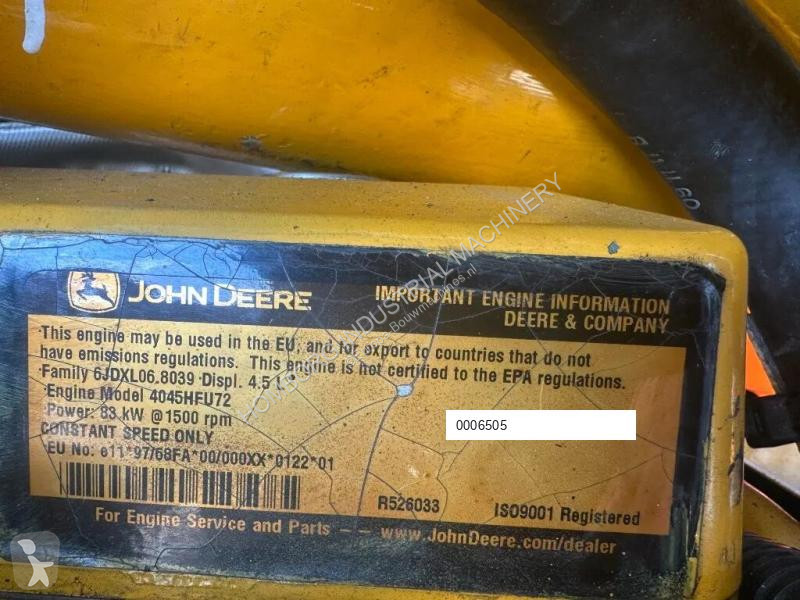 JOHN DEERE
IMPORTANT ENGINE INFORMATION
DEERE & COMPANY
This engine may be used in the EU, and for export to countries that do not
have emissions regulations. This engine is not certified to the EPA regulations.
Family 6JDXL06.8039 Displ. 4.5 L
Engine Model 4045HFU72
Power: 83 kW @ 1500 rpm
CONSTANT SPEED ONLY
EU No: e11*97/68FA*00/000XX*0122*01
0006505
R526033
ISO9001 Registered
For Engine Service and Parts -- www.JohnDeere.com/dealer
INDUSTRIAL MACHINERY